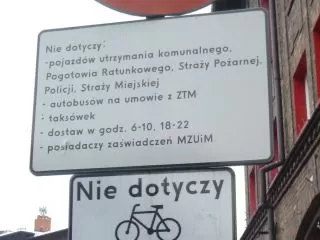 Nie dotyczy:
-pojazdów utrzymania komunalnego,
Pogotowia Ratunkowego, Straży Pożarnej,
Policji, Straży Miejskiej
- autobusów na umowie z ZTM
- taksówek
- dostaw w godz. 6-10, 18-22
- posiadaczy zaświadczeń MZUiM
Nie dotyczy